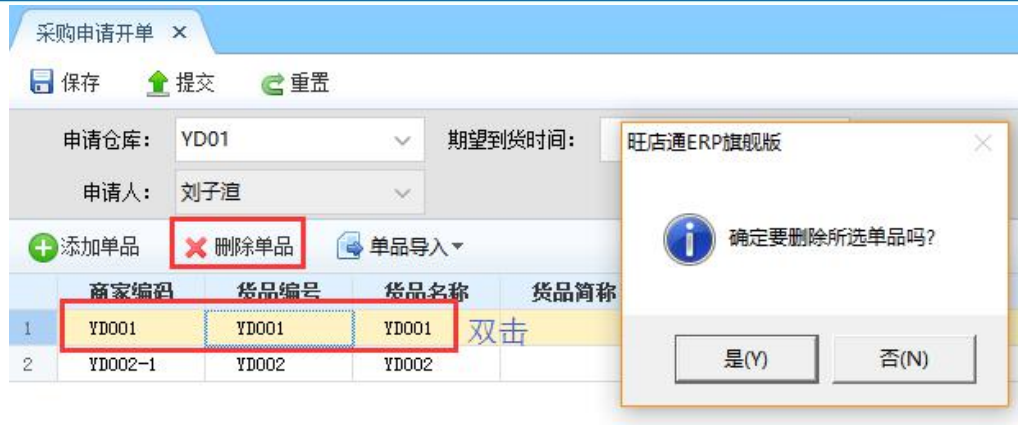 采购申请开单 ×
保存 提交 重置
申请仓库： YD01 期望到货时间：
申请人： 刘子渲
添加单品 删除单品 单品导入
商家编码 货品编号 货品名称 货品简称
1 YD001 YD001 YD001 双击
2 YD002-1 YD002 YD002
旺店通ERP旗舰版
确定要删除所选单品吗?
是(Y) 否(N)